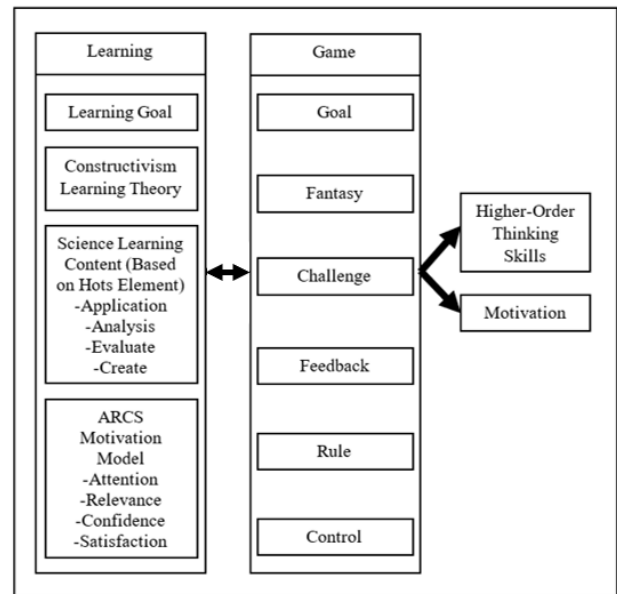 Learning
Learning Goal
Constructivism
Learning Theory
Science Learning
Content (Based
on Hots Element)
-Application
-Analysis
-Evaluate
-Create
ARCS
Motivation
Model
-Attention
-Relevance
-Confidence
-Satisfaction
Game
Goal
Fantasy
Challenge
Feedback
Rule
Control
Higher-Order
Thinking
Skills
Motivation